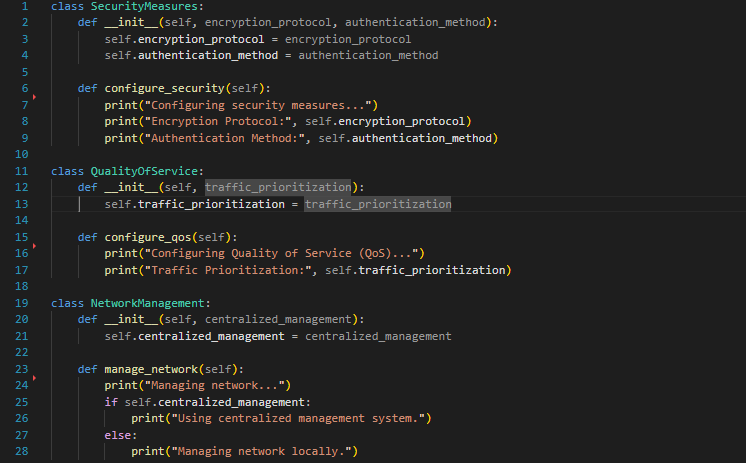 1 class SecurityMeasures:
2     def __init__(self, encryption_protocol, authentication_method):
3         self.encryption_protocol = encryption_protocol
4         self.authentication_method = authentication_method
5
6     def configure_security(self):
7         print("Configuring security measures...")
8         print("Encryption Protocol:", self.encryption_protocol)
9         print("Authentication Method:", self.authentication_method)
10
11 class QualityOfService:
12     def __init__(self, traffic_prioritization):
13         self.traffic_prioritization = traffic_prioritization
14
15     def configure_qos(self):
16         print("Configuring Quality of Service (QoS)...")
17         print("Traffic Prioritization:", self.traffic_prioritization)
18
19 class NetworkManagement:
20     def __init__(self, centralized_management):
21         self.centralized_management = centralized_management
22
23     def manage_network(self):
24         print("Managing network...")
25         if self.centralized_management:
26             print("Using centralized management system.")
27         else:
28             print("Managing network locally.")